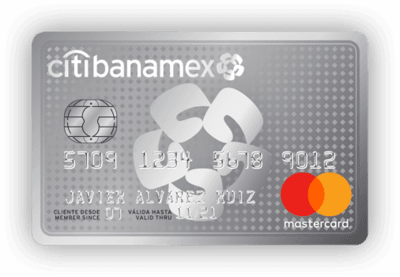 citibanamex
5709 1234 5678 9012
JAVIER ALVAREZ RUIZ
CLIENTE DESDE
MEMBER SINCE
07
VÁLIDA HASTA
VALID THRU
11/21
mastercard